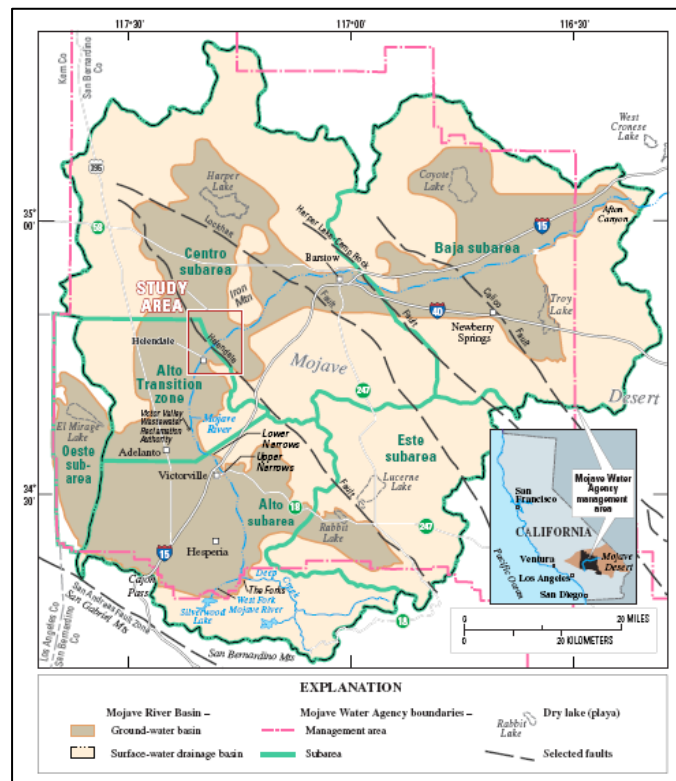 117°30'
117°00'
116°30'
Kern Co
San Bernardino Co
395
West
Cronese Lake
Harper
Lake
Coyote
Lake
Afton
Canyon
35°
00'
58
Lockhart
Harper Lake
Camp Rock
15
Centro
subarea
Baja subarea
Barstow
STUDY
AREA
Iron Mtn
Fault
40
Calico
Troy
Lake
Newberry
Springs
Fault
Fault
Helendale
Helendale
Mojave
Alto
Transition
zone
247
Desert
Victor Valley
Wastewater
Reclamation
Authority
Mojave
River
El Mirage
Lake
Oeste
sub-
area
Adelanto
Lower
Narrows
Upper
Narrows
Este
subarea
Victorville
Fault
Lucerne
Lake
34°
30'
Alto
subarea
18
Rabbit
Lake
247
15
Hesperia
Cajon
Pass
Deep
Creek
The Forks
West Fork
Mojave River
Silverwood
Lake
San Andreas Fault Zone
San Gabriel Mts
Los Angeles Co
San Bernardino Co
San Bernardino Mts
18
Mojave Water
Agency
management
area
San
Francisco
CALIFORNIA
Ventura
Los Angeles
San Diego
Pacific Ocean
Mojave
Desert
0
20 MILES
0
20 KILOMETERS
EXPLANATION
Mojave River Basin –
Ground-water basin
Surface-water drainage basin
Mojave Water Agency boundaries –
Management area
Subarea
Rabbit
Lake
Dry lake (playa)
Selected faults